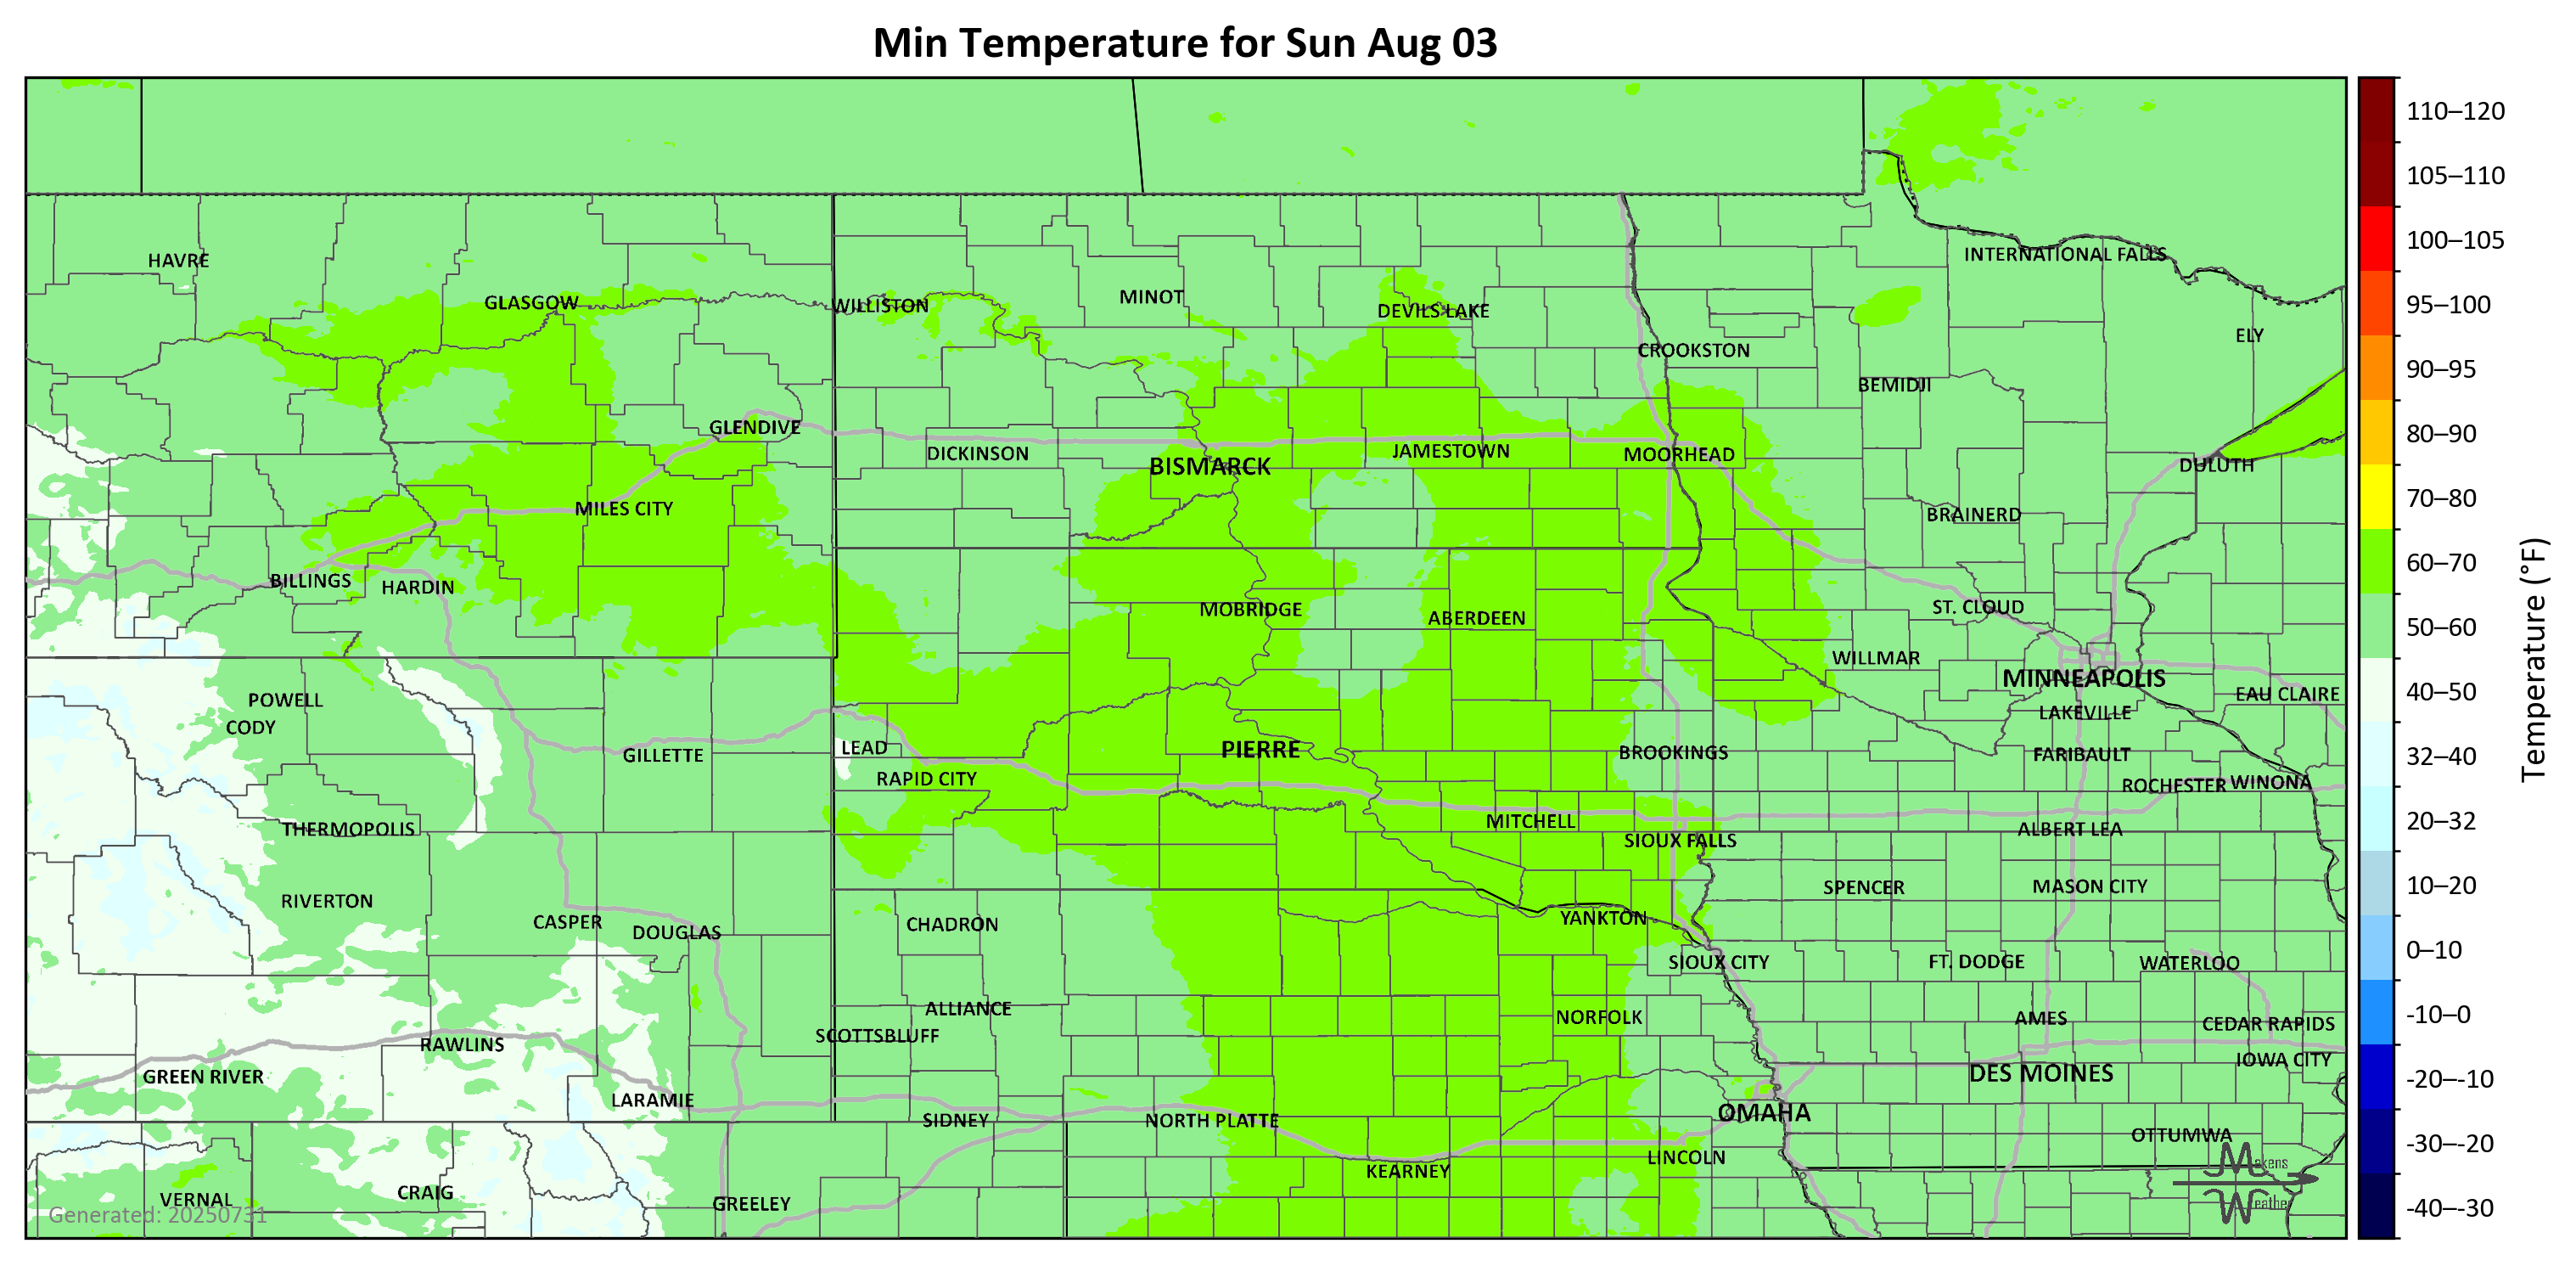 Min Temperature for Sun Aug 03
110–120
105–110
100–105
95–100
90–95
80–90
70–80
60–70
50–60
40–50
32–40
20–32
10–20
0–10
-10–0
-20–-10
-30–-20
-40–-30
Temperature (°F)
HAVRE
INTERNATIONAL FALLS
GLASGOW
WILLISTON
MINOT
DEVILS LAKE
ELY
CROOKSTON
BEMIDJI
GLENDIVE
DICKINSON
BISMARCK
JAMESTOWN
MOORHEAD
DULUTH
MILES CITY
BRAINERD
BILLINGS
HARDIN
MOBRIDGE
ABERDEEN
ST. CLOUD
WILLMAR
MINNEAPOLIS
POWELL
CODY
EAU CLAIRE
LAKEVILLE
GILLETTE
LEAD
PIERRE
BROOKINGS
FARIBAULT
RAPID CITY
ROCHESTER
WINONA
THERMOPOLIS
MITCHELL
SIOUX FALLS
ALBERT LEA
RIVERTON
SPENCER
MASON CITY
CASPER
DOUGLAS
CHADRON
YANKTON
SIOUX CITY
FT. DODGE
WATERLOO
ALLIANCE
NORFOLK
AMES
CEDAR RAPIDS
SCOTTSBLUFF
RAWLINS
IOWA CITY
GREEN RIVER
DES MOINES
LARAMIE
SIDNEY
NORTH PLATTE
OMAHA
OTTUMWA
KEARNEY
LINCOLN
VERNAL
CRAIG
GREELEY
Generated: 20250731
Makens
Weather